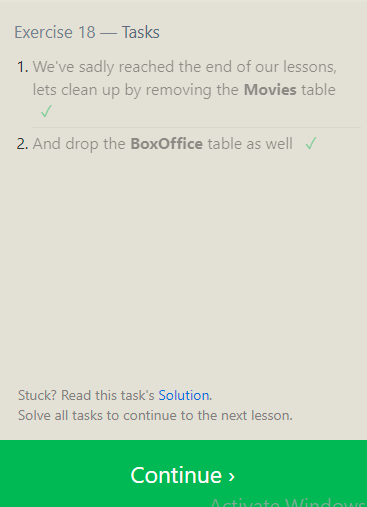 Exercise 18 — Tasks
1. We've sadly reached the end of our lessons,
lets clean up by removing the Movies table
✓
2. And drop the BoxOffice table as well ✓
Stuck? Read this task's Solution.
Solve all tasks to continue to the next lesson.
Continue ›
Activate Windows